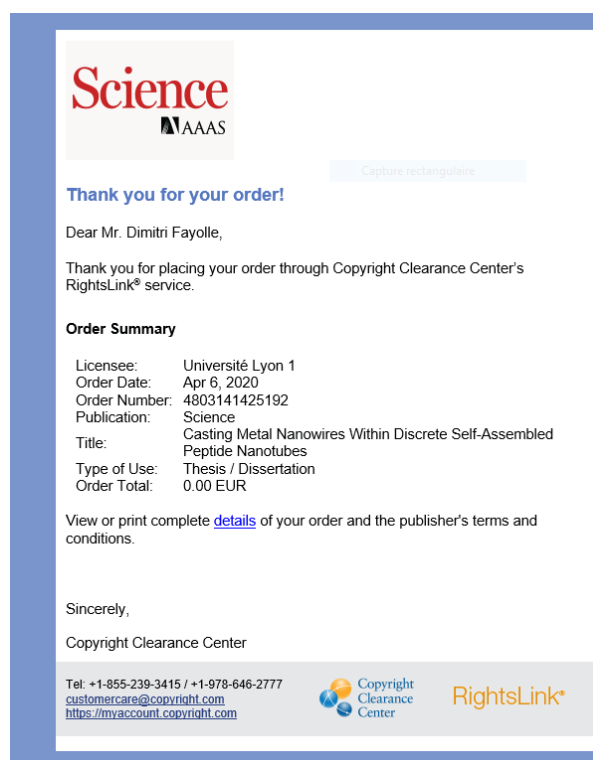 Science
AAAS
Capture rectangulaire
Thank you for your order!
Dear Mr. Dimitri Fayolle,
Thank you for placing your order through Copyright Clearance Center's
RightsLink® service.
Order Summary
Licensee: Université Lyon 1
Order Date: Apr 6, 2020
Order Number: 4803141425192
Publication: Science
Title: Casting Metal Nanowires Within Discrete Self-Assembled
Peptide Nanotubes
Type of Use: Thesis / Dissertation
Order Total: 0.00 EUR
View or print complete details of your order and the publisher's terms and
conditions.
Sincerely,
Copyright Clearance Center
Tel: +1-855-239-3415 / +1-978-646-2777
customercare@copyright.com
https://myaccount.copyright.com
Copyright
Clearance
Center
RightsLink®